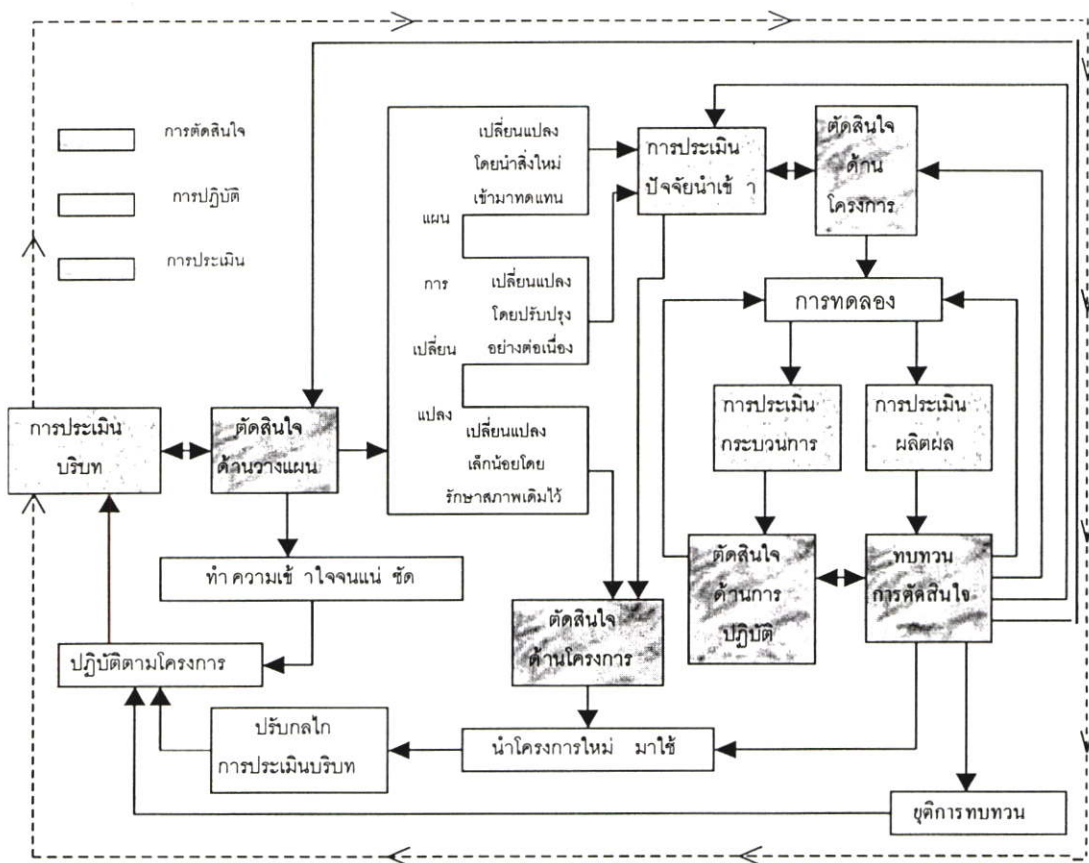 การตัดสินใจ
การปฏิบัติ
การประเมิน
เปลี่ยนแปลง
โดยนำสิ่งใหม่
เข้ามาทดแทน
แผน
การ
เปลี่ยนแปลง
โดยปรับปรุง
เปลี่ยน
อย่างต่อเนื่อง
แปลง
เปลี่ยนแปลง
เล็กน้อยโดย
รักษาสภาพเดิมไว้
การประเมิน
ปัจจัยนำเข้ า
ตัดสินใจ
ด้าน
โครงการ
การทดลอง
การประเมิน
กระบวนการ
การประเมิน
ผลิตผล
การประเมิน
บริบท
ตัดสินใจ
ด้านวางแผน
ทำ ความเข้ าใจจนแน่ ชัด
ตัดสินใจ
ด้านการ
ปฏิบัติ
ทบทวน
การตัดสินใจ
ตัดสินใจ
ด้านโครงการ
ปฏิบัติตามโครงการ
ปรับกลไก
การประเมินบริบท
นำโครงการใหม่ มาใช้
ยุติการทบทวน